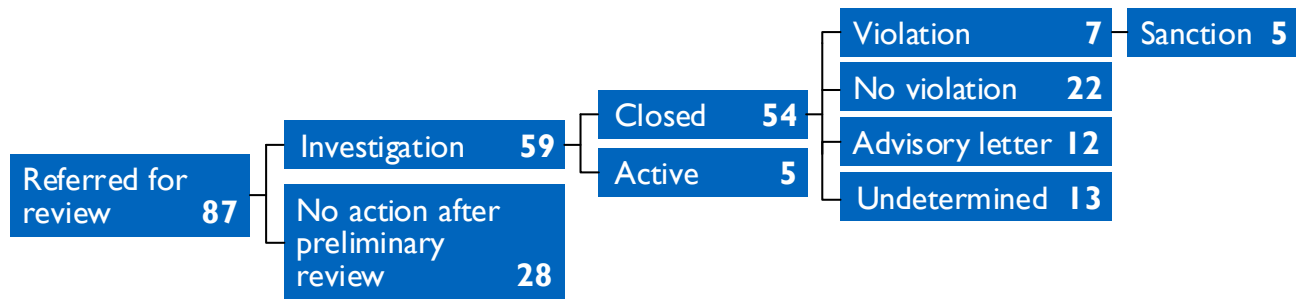 Referred for
review 87
Investigation 59
No action after
preliminary
review 28
Closed 54
Active 5
Violation 7
No violation 22
Advisory letter 12
Undetermined 13
Sanction 5